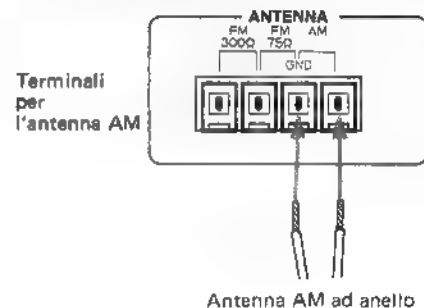 ANTENNA
FM FM AM
300Ω 75Ω
GND
Terminali
per
l'antenna AM
Antenna AM ad anello